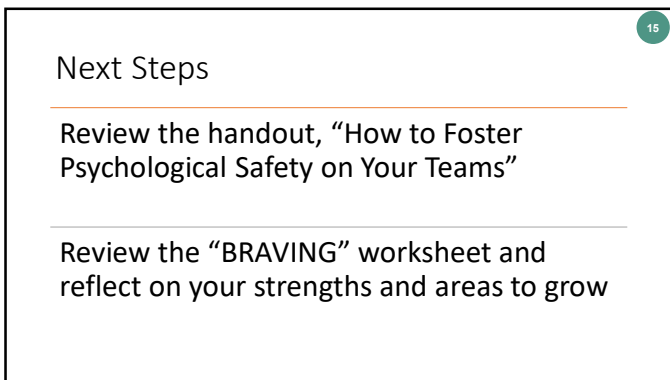 15
Next Steps
Review the handout, “How to Foster
Psychological Safety on Your Teams”
Review the “BRAVING” worksheet and
reflect on your strengths and areas to grow